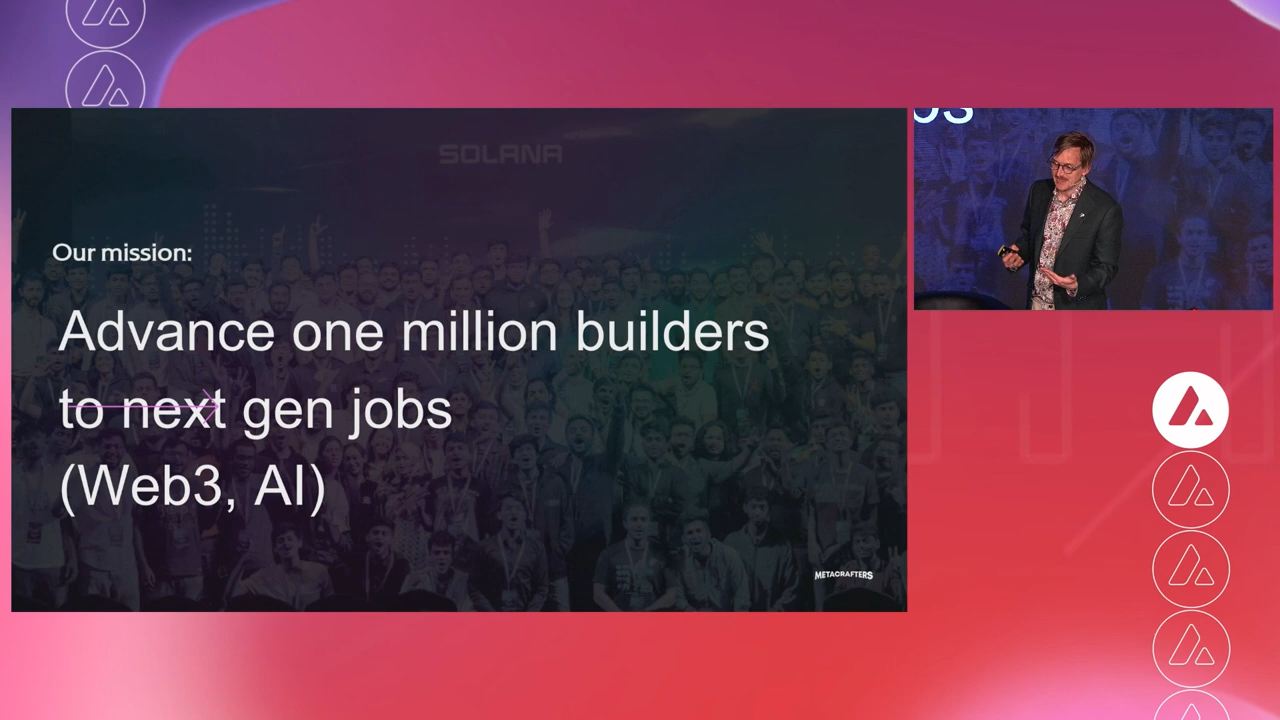 SOLANA
Our mission:
Advance one million builders
to next gen jobs
(Web3, AI)
METACRAFTERS